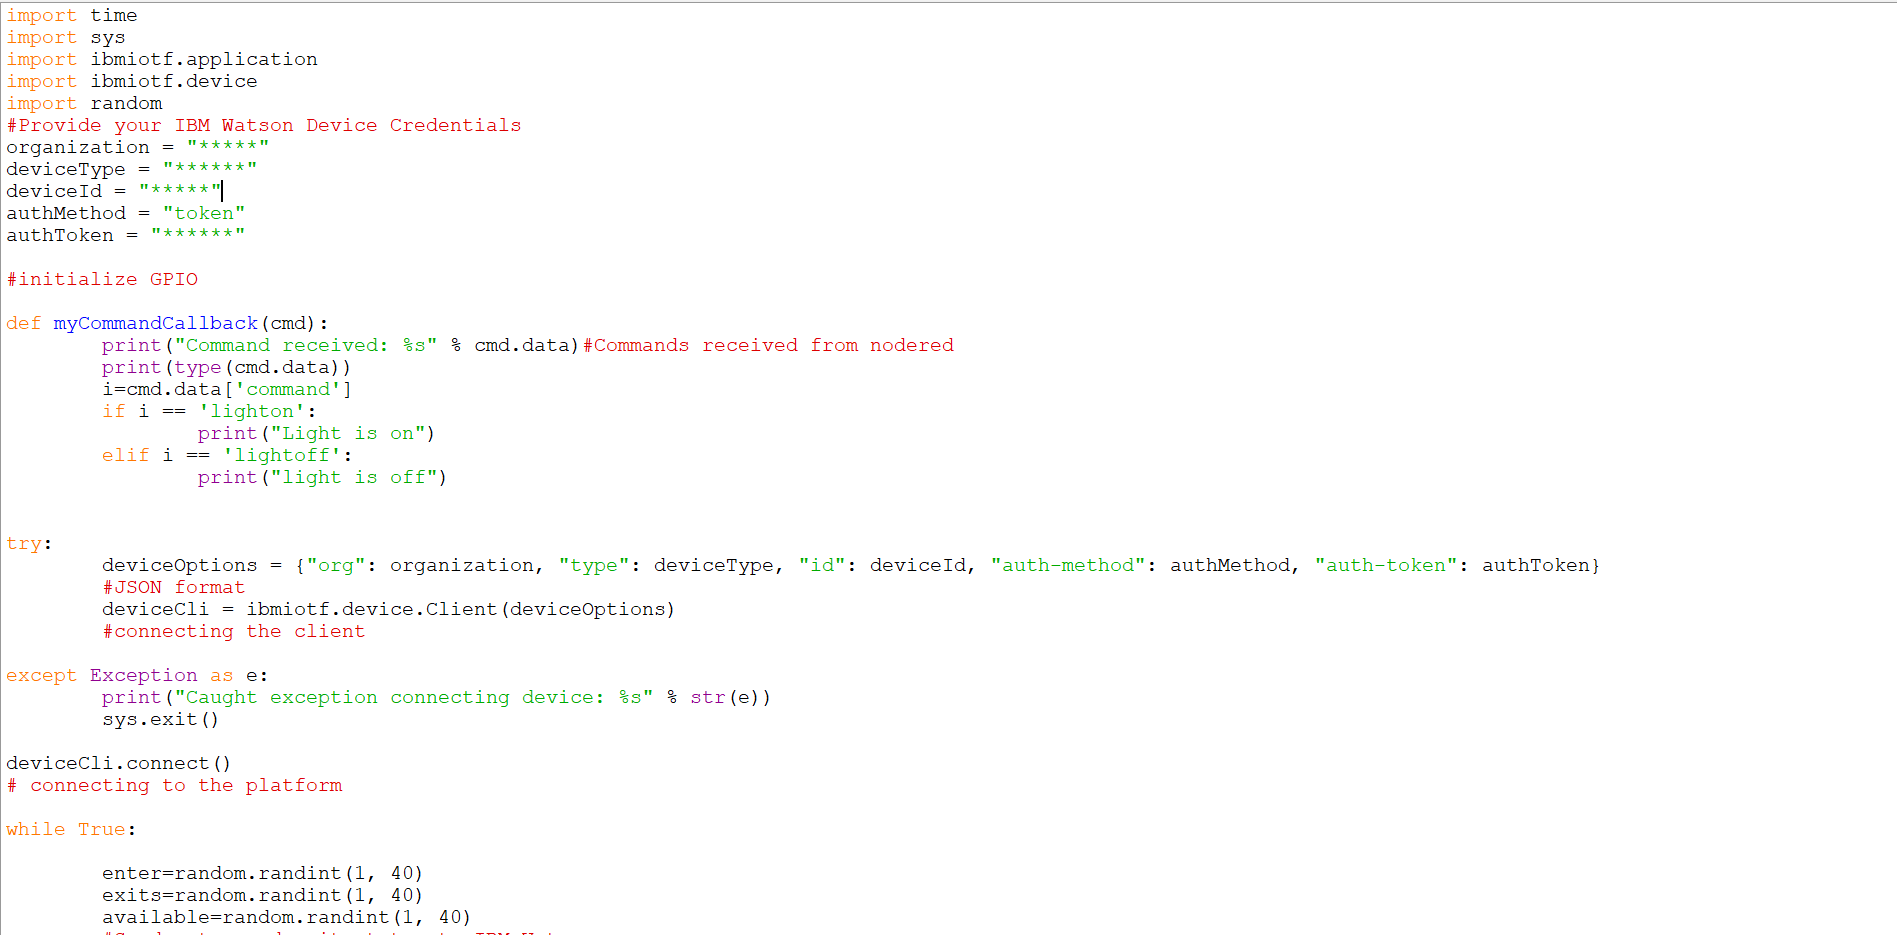 import time
import sys
import ibmiotf.application
import ibmiotf.device
import random
#Provide your IBM Watson Device Credentials
organization = "*****"
deviceType = "******"
deviceId = "*****"
authMethod = "token"
authToken = "******"

#initialize GPIO

def myCommandCallback(cmd):
        print("Command received: %s" % cmd.data)#Commands received from nodered
        print(type(cmd.data))
        i=cmd.data['command']
        if i == 'lighton':
                print("Light is on")
        elif i == 'lightoff':
                print("light is off")


try:
        deviceOptions = {"org": organization, "type": deviceType, "id": deviceId, "auth-method": authMethod, "auth-token": authToken}
        #JSON format
        deviceCli = ibmiotf.device.Client(deviceOptions)
        #connecting the client

except Exception as e:
        print("Caught exception connecting device: %s" % str(e))
        sys.exit()

deviceCli.connect()
# connecting to the platform

while True:

        enter=random.randint(1, 40)
        exits=random.randint(1, 40)
        available=random.randint(1, 40)